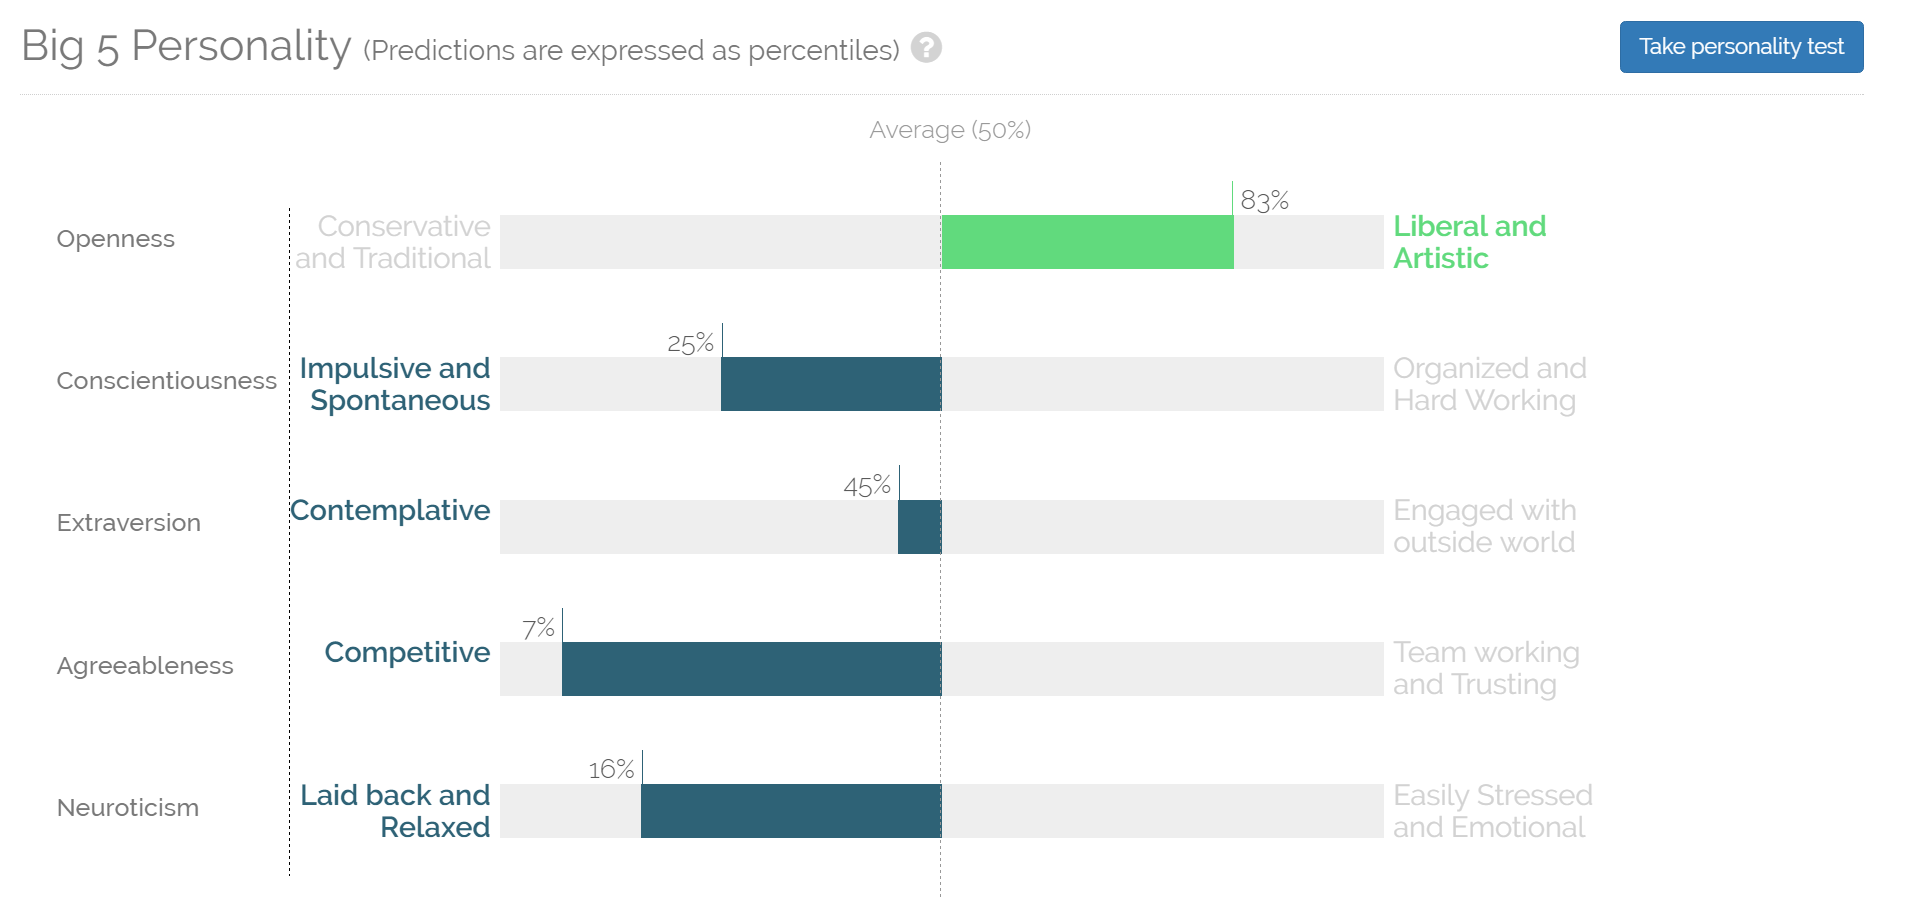 Big 5 Personality (Predictions are expressed as percentiles) ?
Take personality test
Average (50%)
Openness
Conservative
and Traditional
83%
Liberal and
Artistic
Conscientiousness
Impulsive and
Spontaneous
25%
Organized and
Hard Working
Extraversion
Contemplative
45%
Engaged with
outside world
Agreeableness
Competitive
7%
Team working
and Trusting
Neuroticism
Laid back and
Relaxed
16%
Easily Stressed
and Emotional